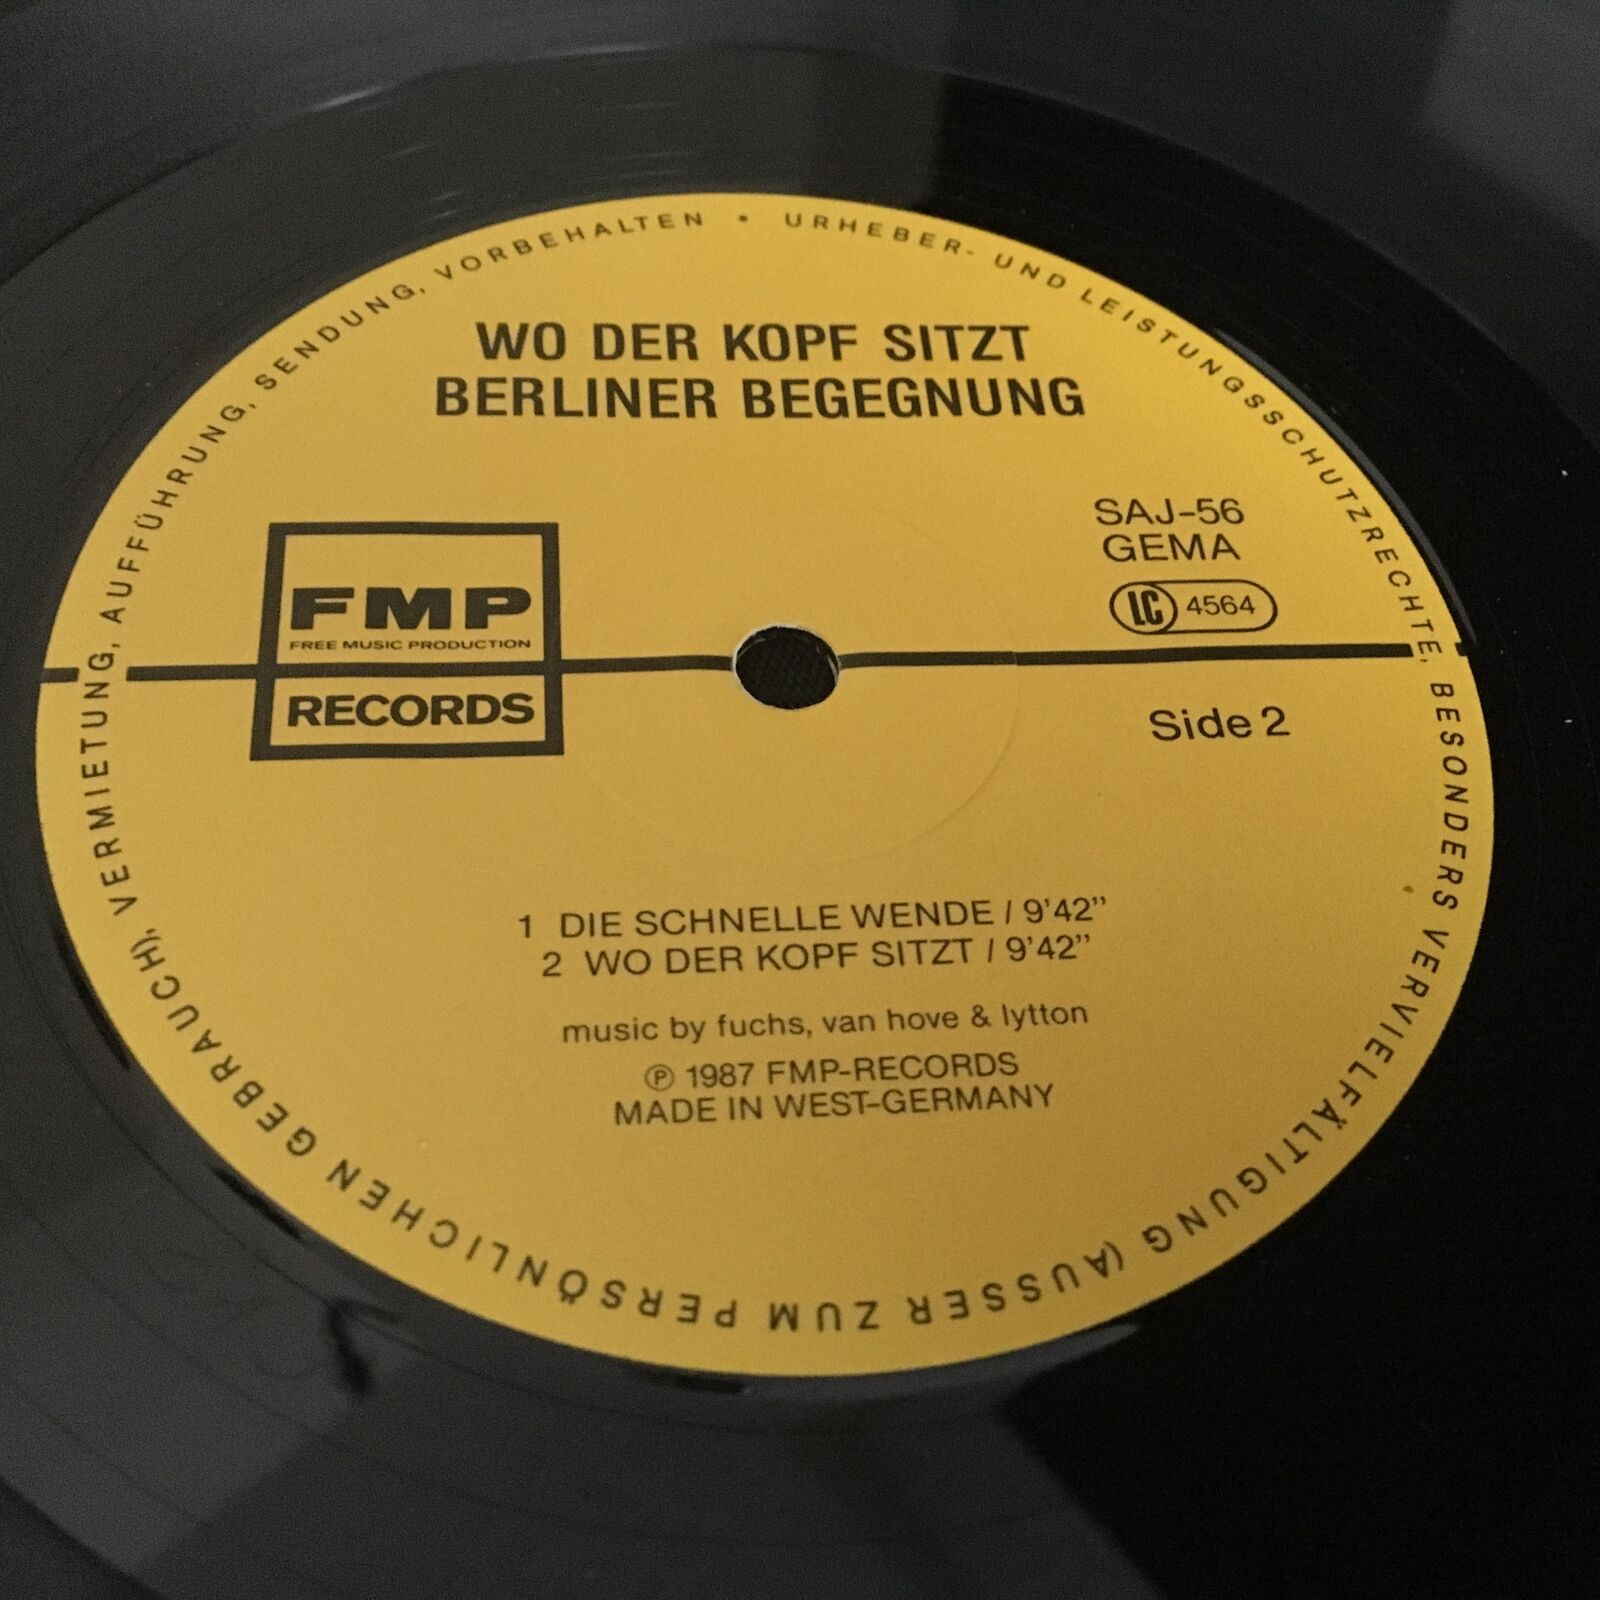 URHEBER- UND LEISTUNGSSCHUTZRECHTE, BESONDERS VERVIELFÄLTIGUNG (AUSSER ZUM PERSÖNLICHEN GEBRAUCH), VERMIETUNG, AUFFÜHRUNG, SENDUNG, VORBEHALTEN •
WO DER KOPF SITZT
BERLINER BEGEGNUNG
FMP
FREE MUSIC PRODUCTION
RECORDS
SAJ-56
GEMA
LC 4564
Side 2
1 DIE SCHNELLE WENDE / 9'42"
2 WO DER KOPF SITZT / 9'42"
music by fuchs, van hove & lytton
Ⓟ 1987 FMP-RECORDS
MADE IN WEST-GERMANY